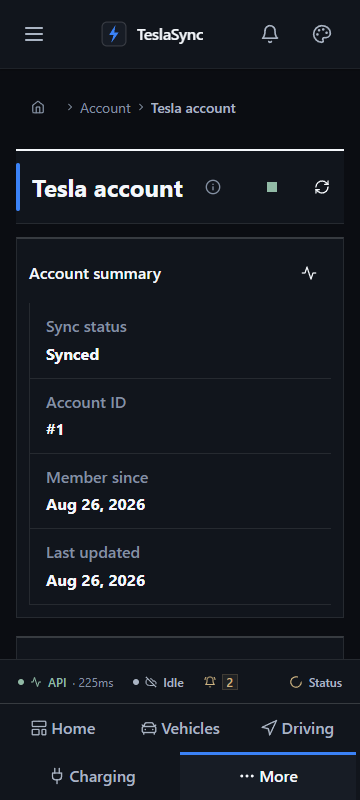 TeslaSync
Account
Tesla account
Tesla account
Account summary
Sync status
Synced
Account ID
#1
Member since
Aug 26, 2026
Last updated
Aug 26, 2026
API · 225ms
Idle
2
Status
Home
Vehicles
Driving
Charging
More